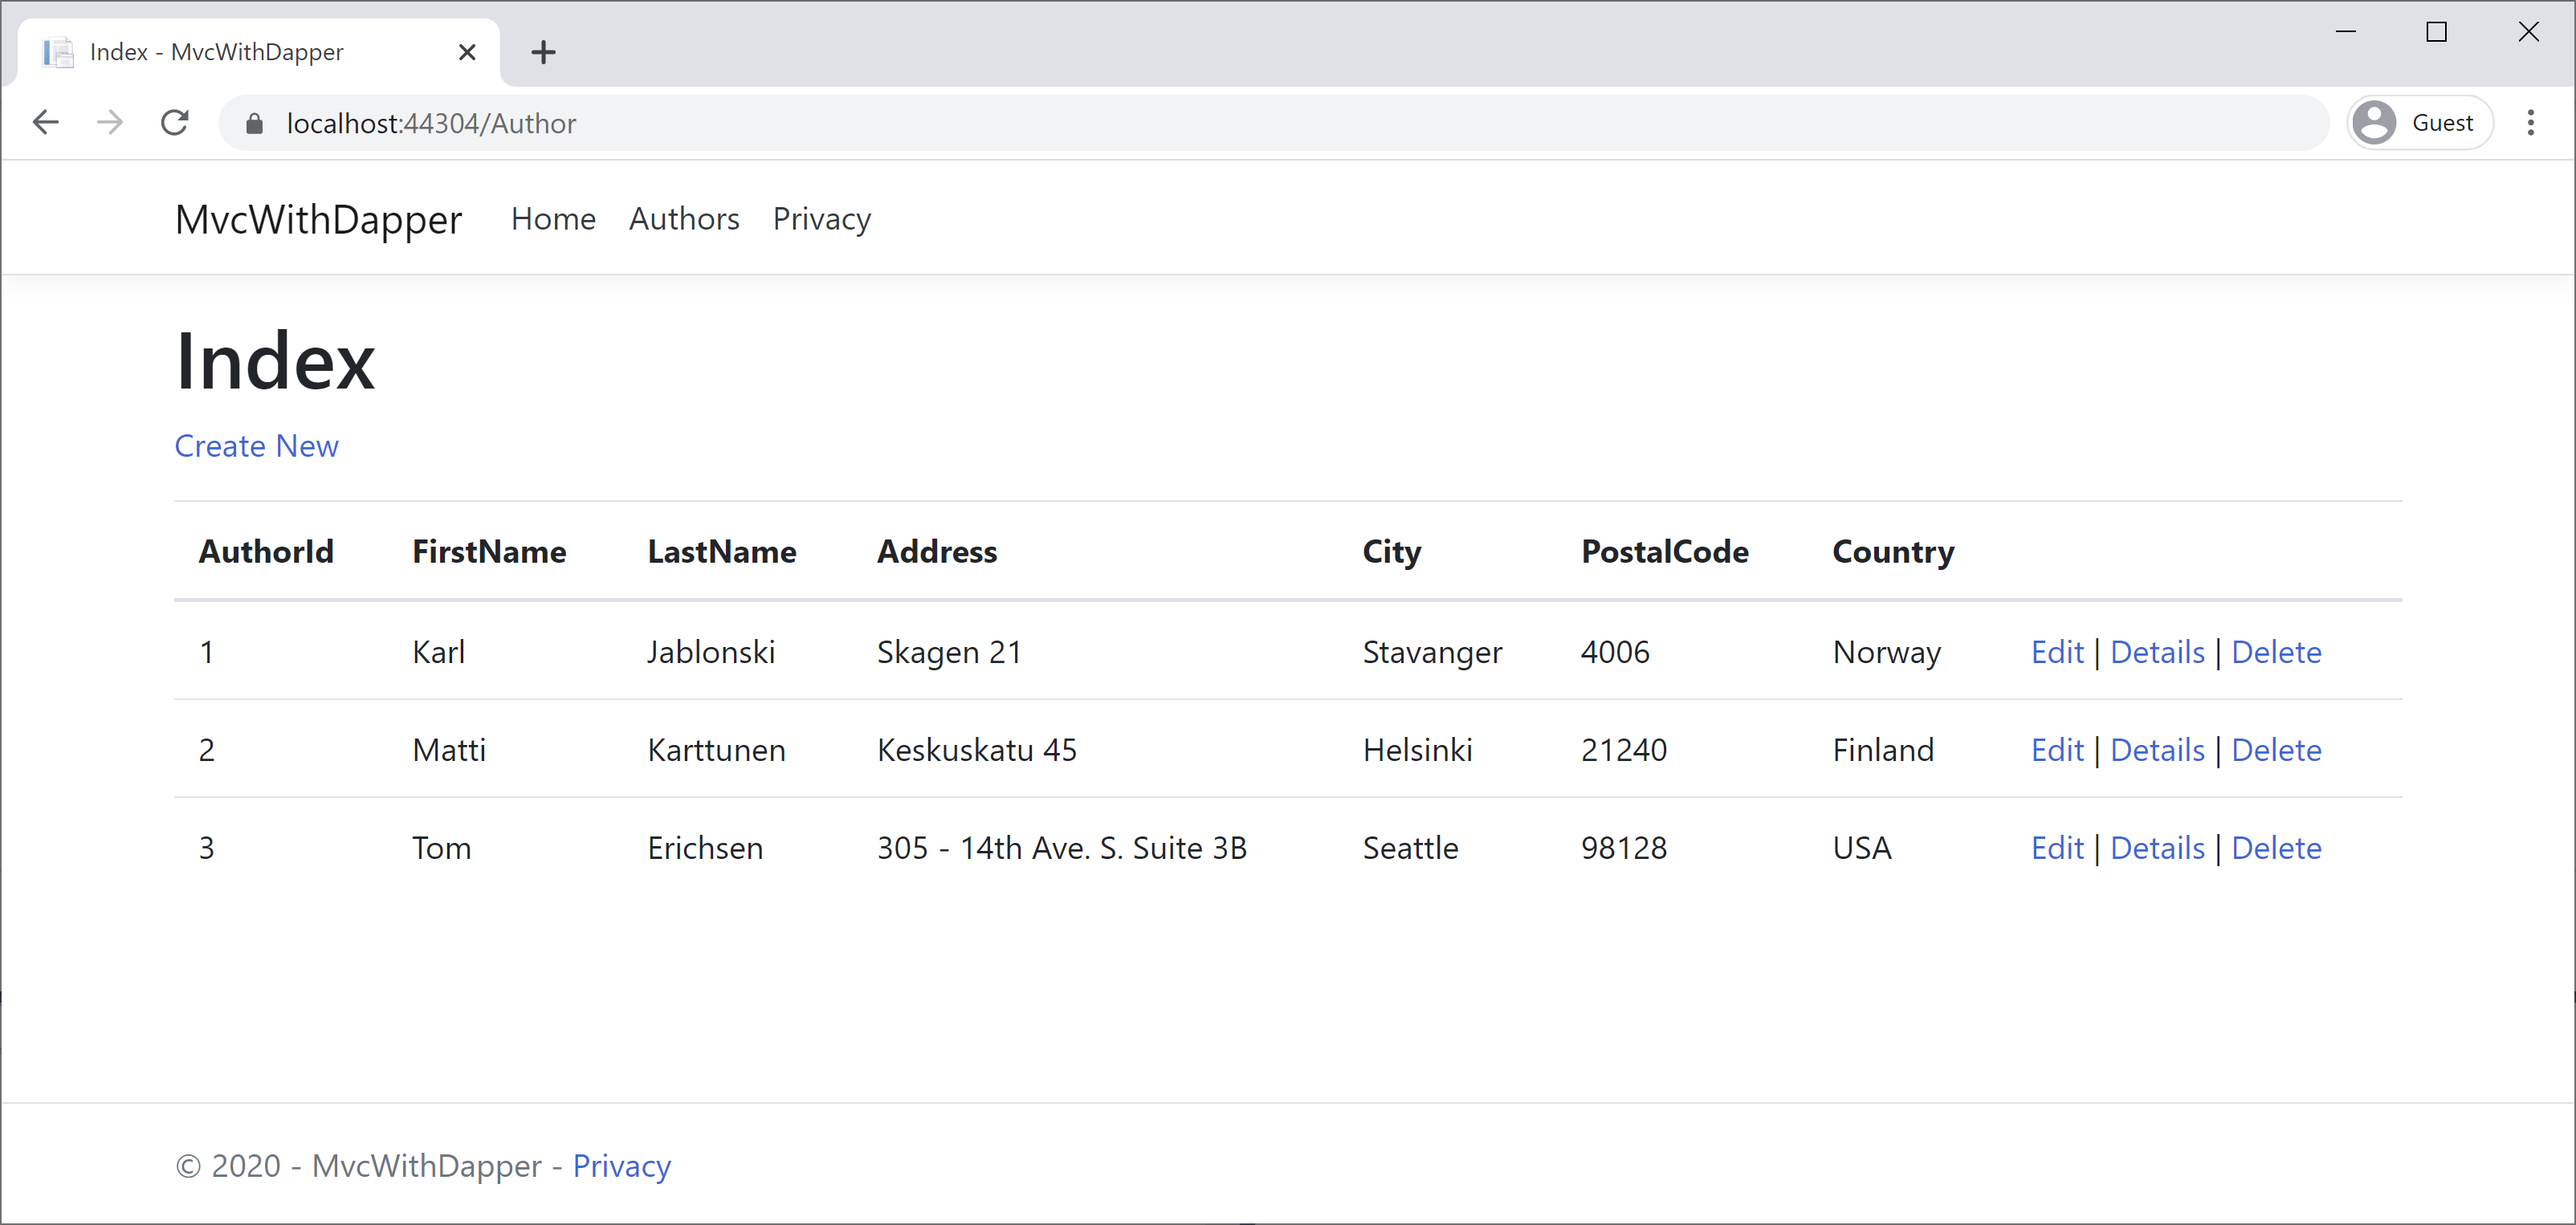 Index - MvcWithDapper
localhost:44304/Author
Guest
MvcWithDapper Home Authors Privacy
Index
Create New
AuthorId FirstName LastName Address City PostalCode Country
1 Karl Jablonski Skagen 21 Stavanger 4006 Norway Edit | Details | Delete
2 Matti Karttunen Keskuskatu 45 Helsinki 21240 Finland Edit | Details | Delete
3 Tom Erichsen 305 - 14th Ave. S. Suite 3B Seattle 98128 USA Edit | Details | Delete
© 2020 - MvcWithDapper - Privacy